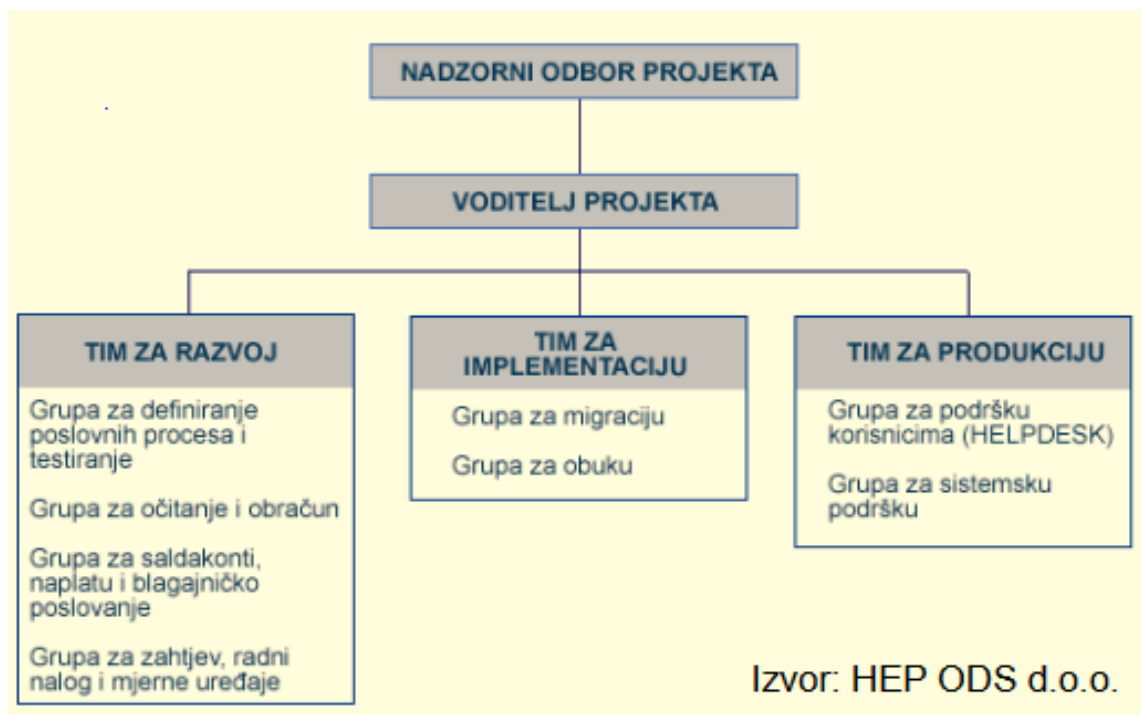 NADZORNI ODBOR PROJEKTA
VODITELJ PROJEKTA
TIM ZA RAZVOJ
Grupa za definiranje
poslovnih procesa i
testiranje
Grupa za očitanje i obračun
Grupa za saldakonti,
naplatu i blagajničko
poslovanje
Grupa za zahtjev, radni
nalog i mjerne uređaje
TIM ZA
IMPLEMENTACIJU
Grupa za migraciju
Grupa za obuku
TIM ZA PRODUKCIJU
Grupa za podršku
korisnicima (HELPDESK)
Grupa za sistemsku
podršku
Izvor: HEP ODS d.o.o.